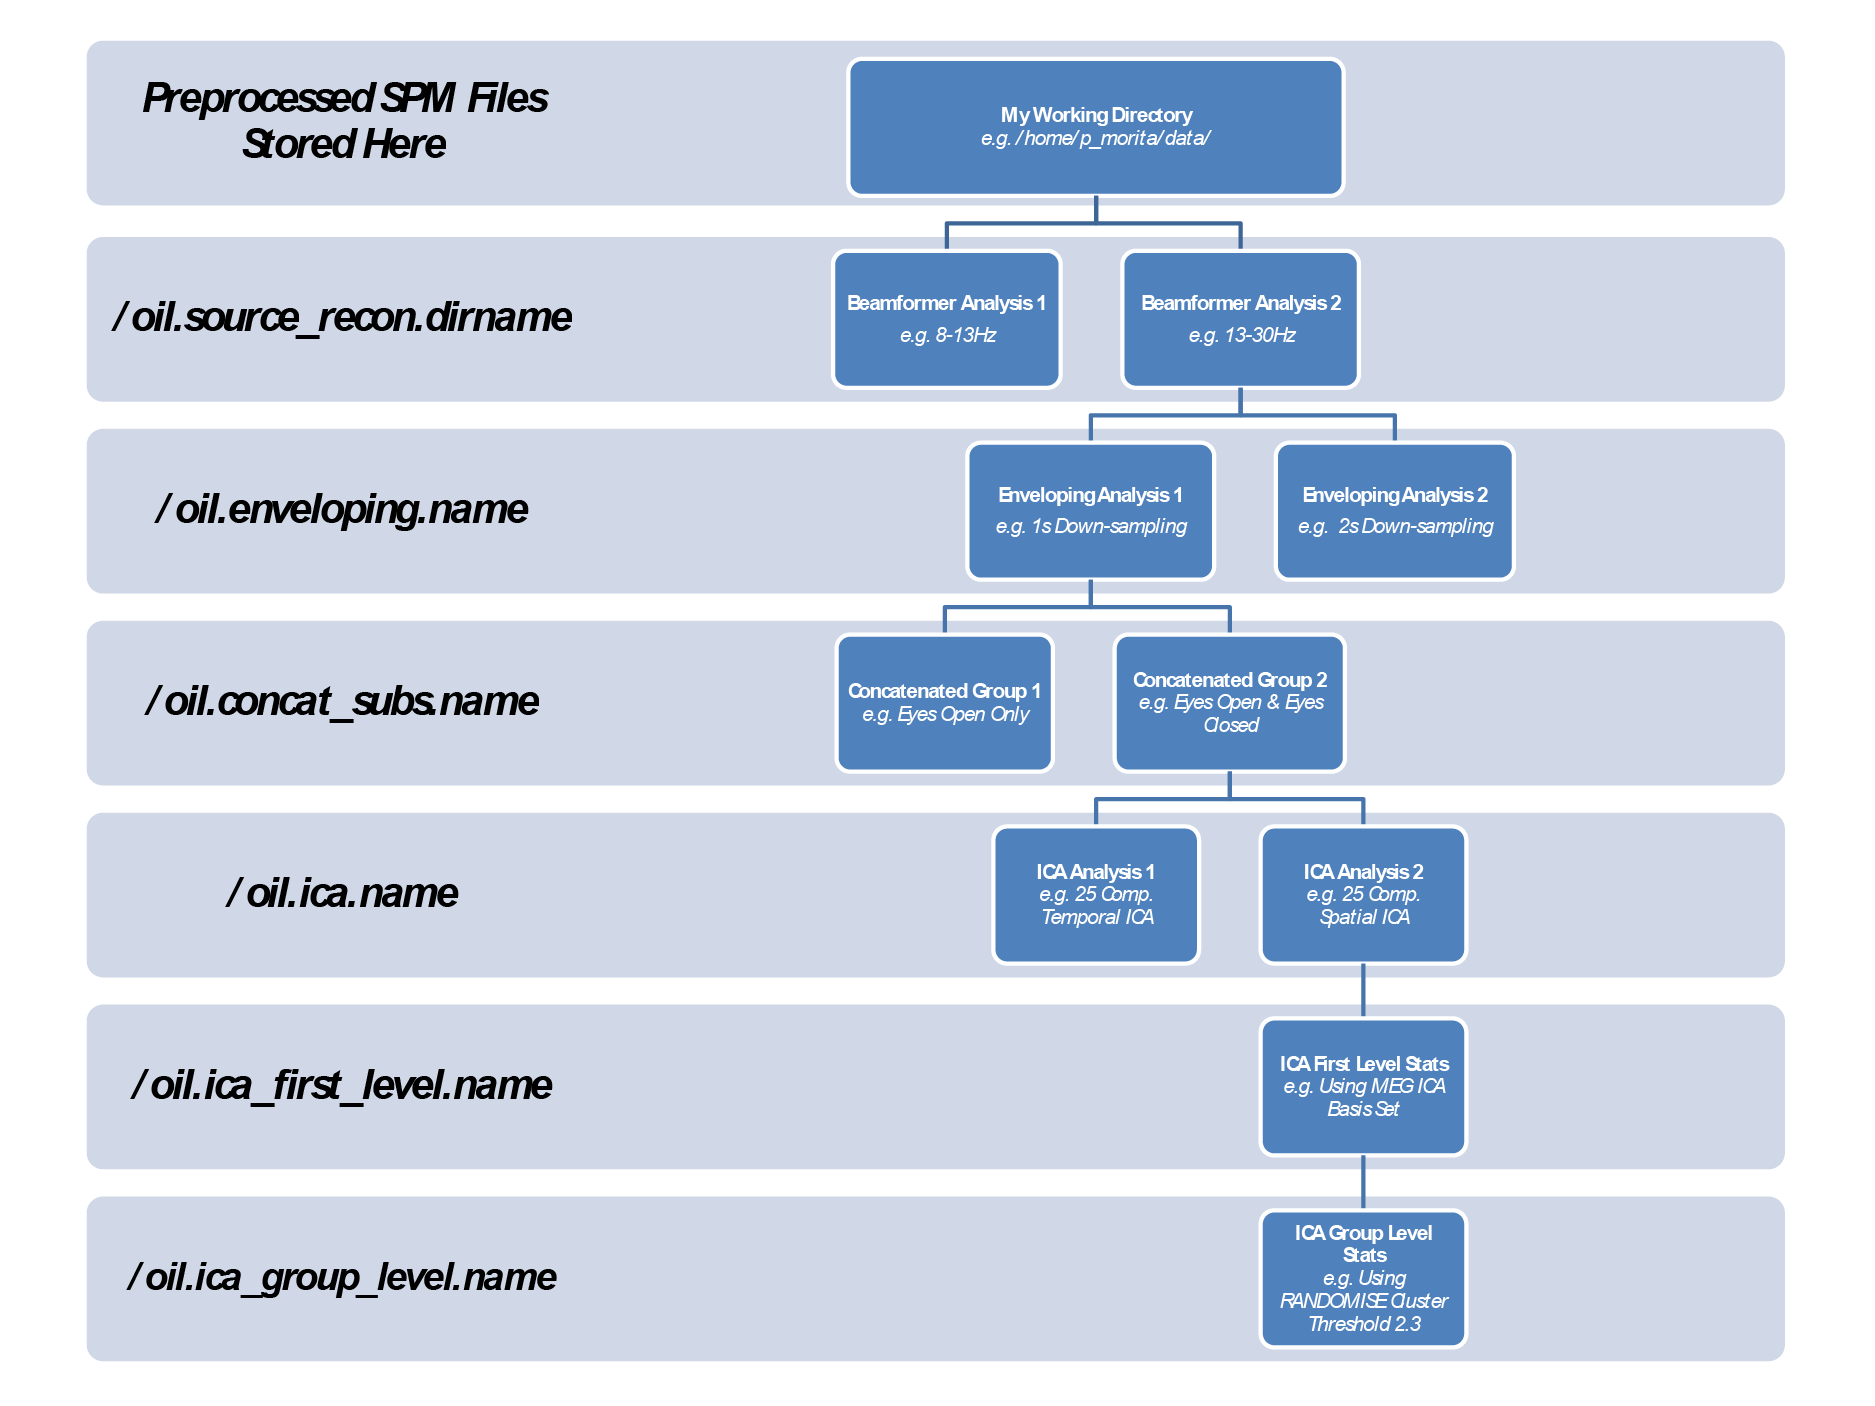 Preprocessed SPM Files
Stored Here
My Working Directory
e.g. /home/p_morita/data/
/oil.source_recon.dirname
Beamformer Analysis 1
e.g. 8-13Hz
Beamformer Analysis 2
e.g. 13-30Hz
/oil.enveloping.name
Enveloping Analysis 1
e.g. 1s Down-sampling
Enveloping Analysis 2
e.g. 2s Down-sampling
/oil.concat_subs.name
Concatenated Group 1
e.g. Eyes Open Only
Concatenated Group 2
e.g. Eyes Open & Eyes
Closed
/oil.ica.name
ICA Analysis 1
e.g. 25 Comp.
Temporal ICA
ICA Analysis 2
e.g. 25 Comp.
Spatial ICA
/oil.ica_first_level.name
ICA First Level Stats
e.g. Using MEG ICA
Basis Set
/oil.ica_group_level.name
ICA Group Level
Stats
e.g. Using
RANDOMISE Cluster
Threshold 2.3